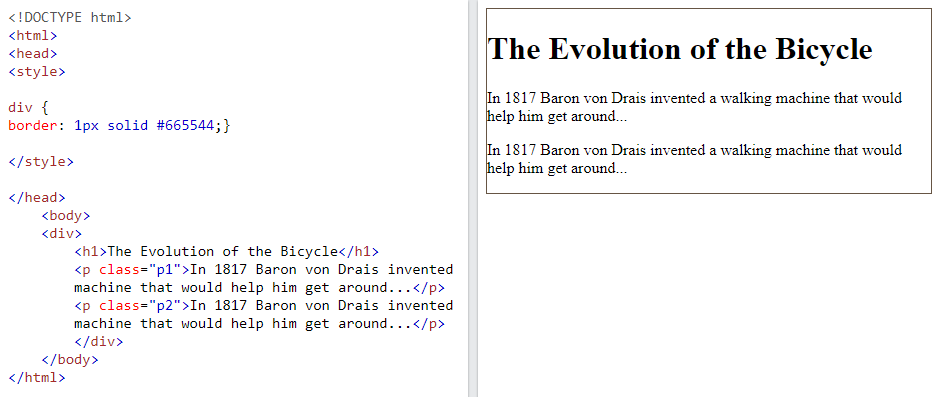 <!DOCTYPE html>
<html>
<head>
<style>
div {
border: 1px solid #665544;}
</style>
</head>
<body>
<div>
<h1>The Evolution of the Bicycle</h1>
<p class="p1">In 1817 Baron von Drais invented
machine that would help him get around...</p>
<p class="p2">In 1817 Baron von Drais invented
machine that would help him get around...</p>
</div>
</body>
</html>
The Evolution of the Bicycle
In 1817 Baron von Drais invented a walking machine that would
help him get around...
In 1817 Baron von Drais invented a walking machine that would
help him get around...